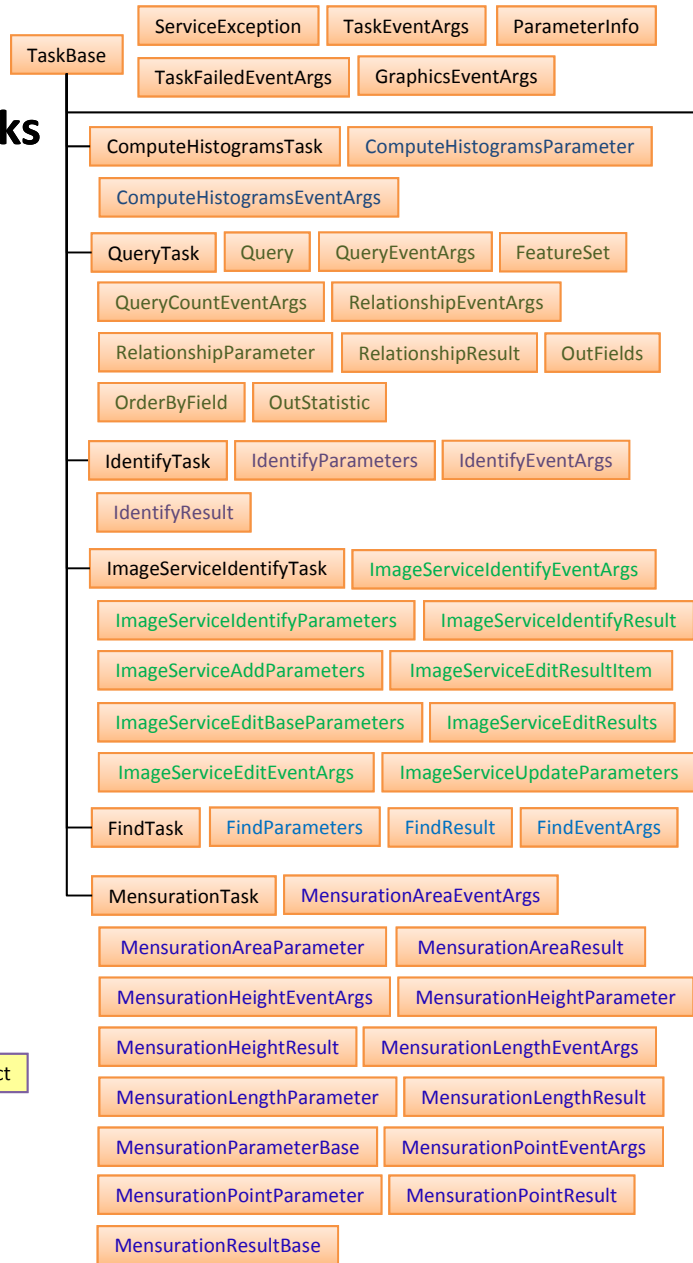 ServiceException TaskEventArgs ParameterInfo
TaskBase
TaskFailedEventArgs GraphicsEventArgs
ks
ComputeHistogramsTask ComputeHistogramsParameter
ComputeHistogramsEventArgs
QueryTask Query QueryEventArgs FeatureSet
QueryCountEventArgs RelationshipEventArgs
RelationshipParameter RelationshipResult OutFields
OrderByField OutStatistic
IdentifyTask IdentifyParameters IdentifyEventArgs
IdentifyResult
ImageServiceIdentifyTask ImageServiceIdentifyEventArgs
ImageServiceIdentifyParameters ImageServiceIdentifyResult
ImageServiceAddParameters ImageServiceEditResultItem
ImageServiceEditBaseParameters ImageServiceEditResults
ImageServiceEditEventArgs ImageServiceUpdateParameters
FindTask FindParameters FindResult FindEventArgs
MensurationTask MensurationAreaEventArgs
MensurationAreaParameter MensurationAreaResult
MensurationHeightEventArgs MensurationHeightParameter
MensurationHeightResult MensurationLengthEventArgs
ct
MensurationLengthParameter MensurationLengthResult
MensurationParameterBase MensurationPointEventArgs
MensurationPointParameter MensurationPointResult
MensurationResultBase